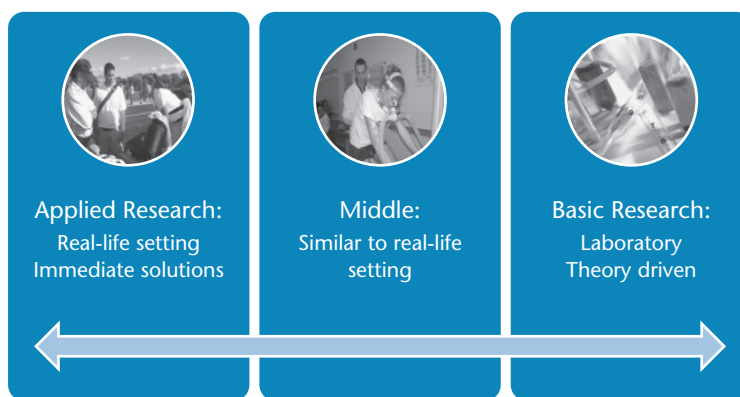 Applied Research:
Real-life setting
Immediate solutions
Middle:
Similar to real-life
setting
Basic Research:
Laboratory
Theory driven